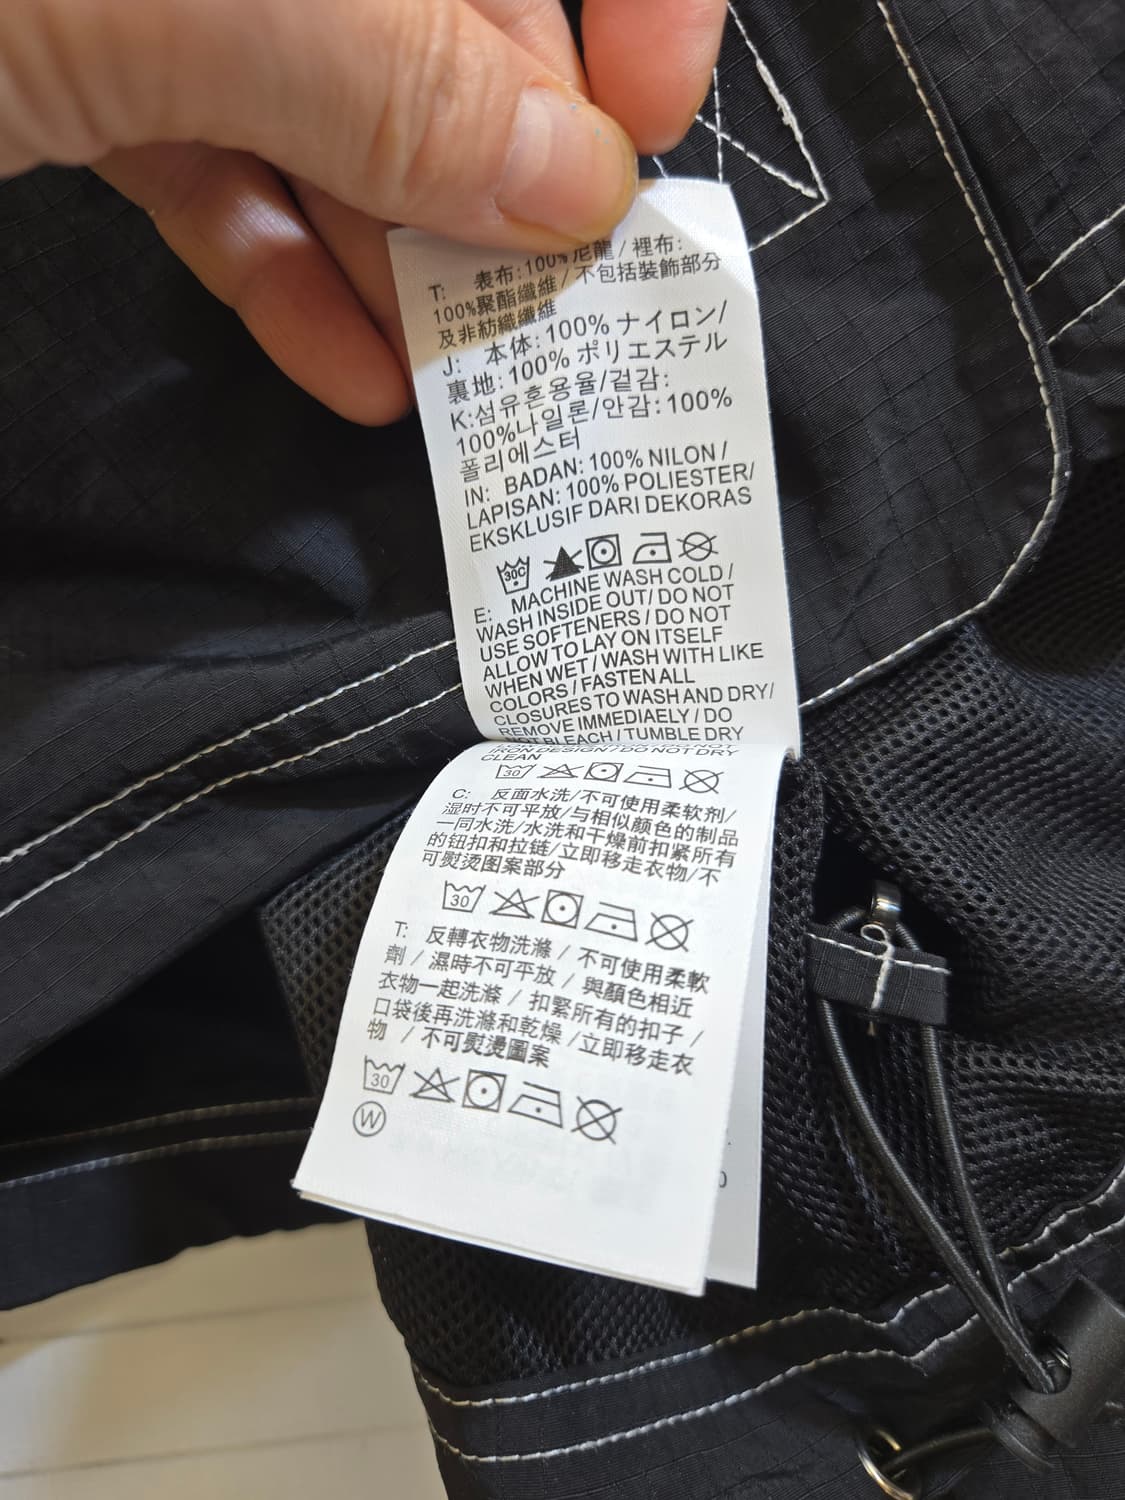 T: 表布:100%尼龍/裡布:
100%聚酯纖維/不包括裝飾部分
及非紡織纖維
J: 本体:100%ナイロン/
裏地:100%ポリエステル
K:섬유혼용율/겉감:
100%나일론/안감:100%
폴리에스터
IN: BADAN: 100% NILON /
LAPISAN: 100% POLIESTER/
EKSKLUSIF DARI DEKORAS
30C
E: MACHINE WASH COLD /
WASH INSIDE OUT/ DO NOT
USE SOFTENERS / DO NOT
ALLOW TO LAY ON ITSELF
WHEN WET / WASH WITH LIKE
COLORS / FASTEN ALL
CLOSURES TO WASH AND DRY/
REMOVE IMMEDIAELY / DO
NOT BLEACH / TUMBLE DRY
IRON DESIGN / DO NOT DRY
CLEAN
30
C: 反面水洗/不可使用柔软剂/
湿时不可平放/与相似颜色的制品
一同水洗/水洗和干燥前扣紧所有
的钮扣和拉链/立即移走衣物/不
可熨烫图案部分
30
T: 反轉衣物洗滌 / 不可使用柔軟
劑 / 濕時不可平放 / 與顏色相近
衣物一起洗滌 / 扣緊所有的扣子 /
口袋後再洗滌和乾燥 /立即移走衣
物 / 不可熨燙圖案
30
W